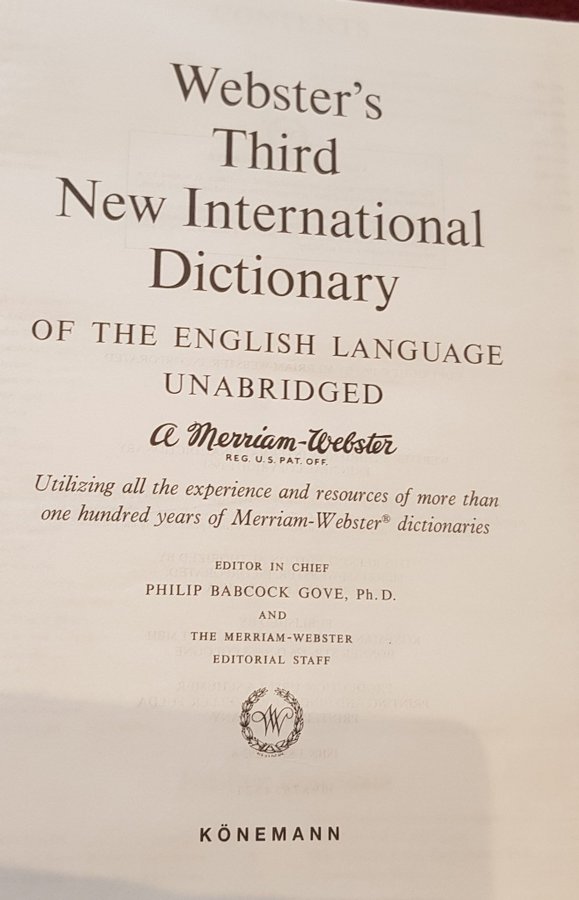 Webster's
Third
New International
Dictionary
OF THE ENGLISH LANGUAGE
UNABRIDGED
A Merriam-Webster
REG. U.S. PAT. OFF.
Utilizing all the experience and resources of more than
one hundred years of Merriam-Webster® dictionaries
EDITOR IN CHIEF
PHILIP BABCOCK GOVE, Ph.D.
AND
THE MERRIAM-WEBSTER
EDITORIAL STAFF
KÖNEMANN